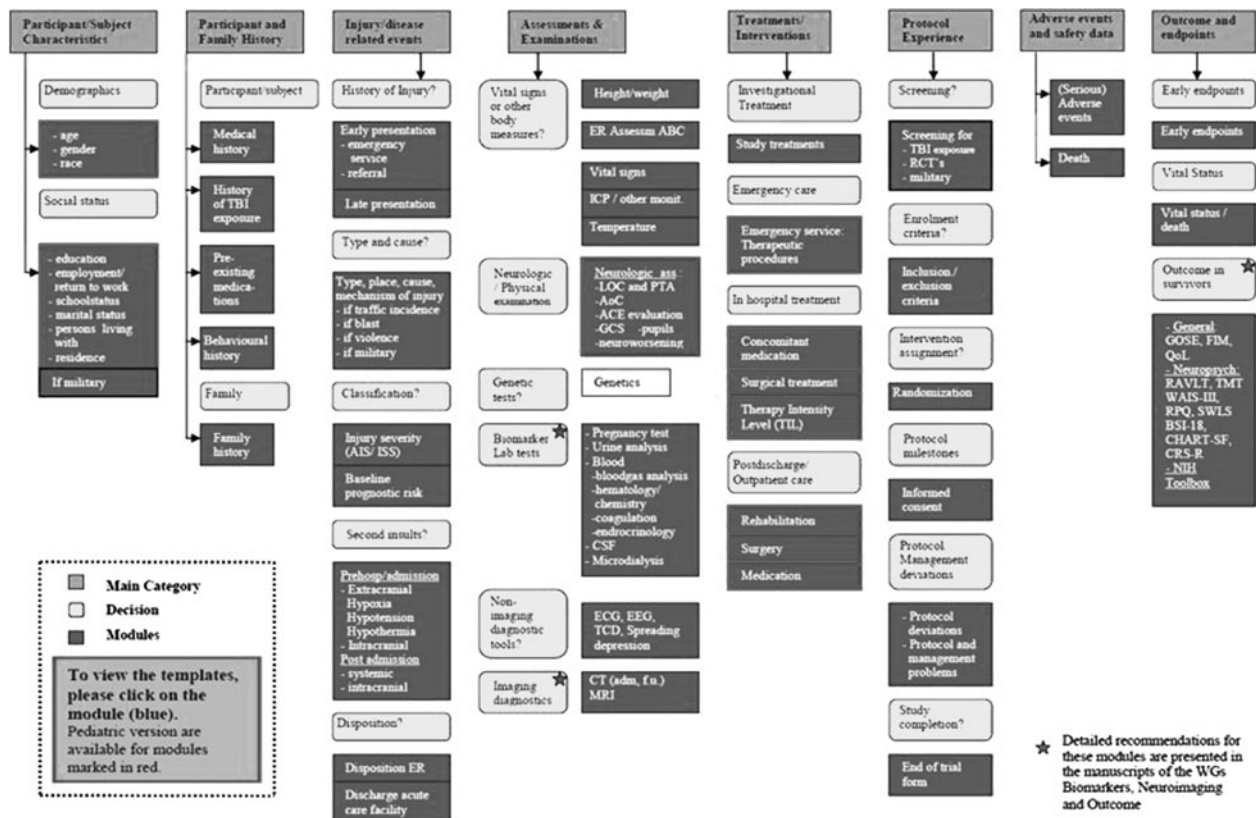 Participant/Subject
Characteristics
Demographics
- age
- gender
- race
Social status
- education
- employment/
return to work
- schoolstatus
- marital status
- persons living
with
- residence
If military
Participant and
Family History
Participant/subject
Medical
history
History
of TBI
exposure
Pre-
existing
medica-
tions
Behavioural
history
Family
Family
history
Injury/disease
related events
History of Injury?
Early presentation
- emergency
service
- referral
Late presentation
Type and cause?
Type, place, cause,
mechanism of injury
- if traffic incidence
- if blast
- if violence
- if military
Classification?
Injury severity
(AIS/ ISS)
Baseline
prognostic risk
Second insults?
Prehosp/admission
- Extracranial
Hypoxia
Hypotension
Hypothermia
- Intracranial
Post admission
- systemic
- intracranial
Disposition?
Disposition ER
Discharge acute
care facility
Assessments &
Examinations
Vital signs
or other
body
measures?
Height/weight
ER Assessm ABC
Vital signs
ICP / other monit.
Temperature
Neurologic
/ Physical
examination
Neurologic ass.:
-LOC and PTA
-AoC
-ACE evaluation
-GCS -pupils
-neuroworsening
Genetic
tests?
Genetics
Biomarker
Lab tests
- Pregnancy test
- Urine analysis
- Blood
-bloodgas analysis
-hematology/
chemistry
-coagulation
-endrocrinology
- CSF
- Microdialysis
Non-
imaging
diagnostic
tools?
ECG, EEG,
TCD, Spreading
depression
Imaging
diagnostics
CT (adm, f.u.)
MRI
Treatments/
Interventions
Investigational
Treatment
Study treatments
Emergency care
Emergency service:
Therapeutic
procedures
In hospital treatment
Concomitant
medication
Surgical treatment
Therapy Intensity
Level (TIL)
Postdischarge/
Outpatient care
Rehabilitation
Surgery
Medication
Protocol
Experience
Screening?
Screening for
- TBI exposure
- RCT's
- military
Enrolment
criteria?
Inclusion /
exclusion
criteria
Intervention
assignment?
Randomization
Protocol
milestones
Informed
consent
Protocol
Management
deviations
- Protocol
deviations
- Protocol and
management
problems
Study
completion?
End of trial
form
Adverse events
and safety data
(Serious)
Adverse
events
Death
Outcome and
endpoints
Early endpoints
Early endpoints
Vital Status
Vital status /
death
Outcome in
survivors
- General:
GOSE, FIM,
QoL
- Neuropsych:
RAVLT, TMT
WAIS-III,
RPQ, SWLS
BSI-18,
CHART-SF,
CRS-R
- NIH
Toolbox
Main Category
Decision
Modules
To view the templates,
please click on the
module (blue).
Pediatric version are
available for modules
marked in red.
Detailed recommendations for
these modules are presented in
the manuscripts of the WGs
Biomarkers, Neuroimaging
and Outcome